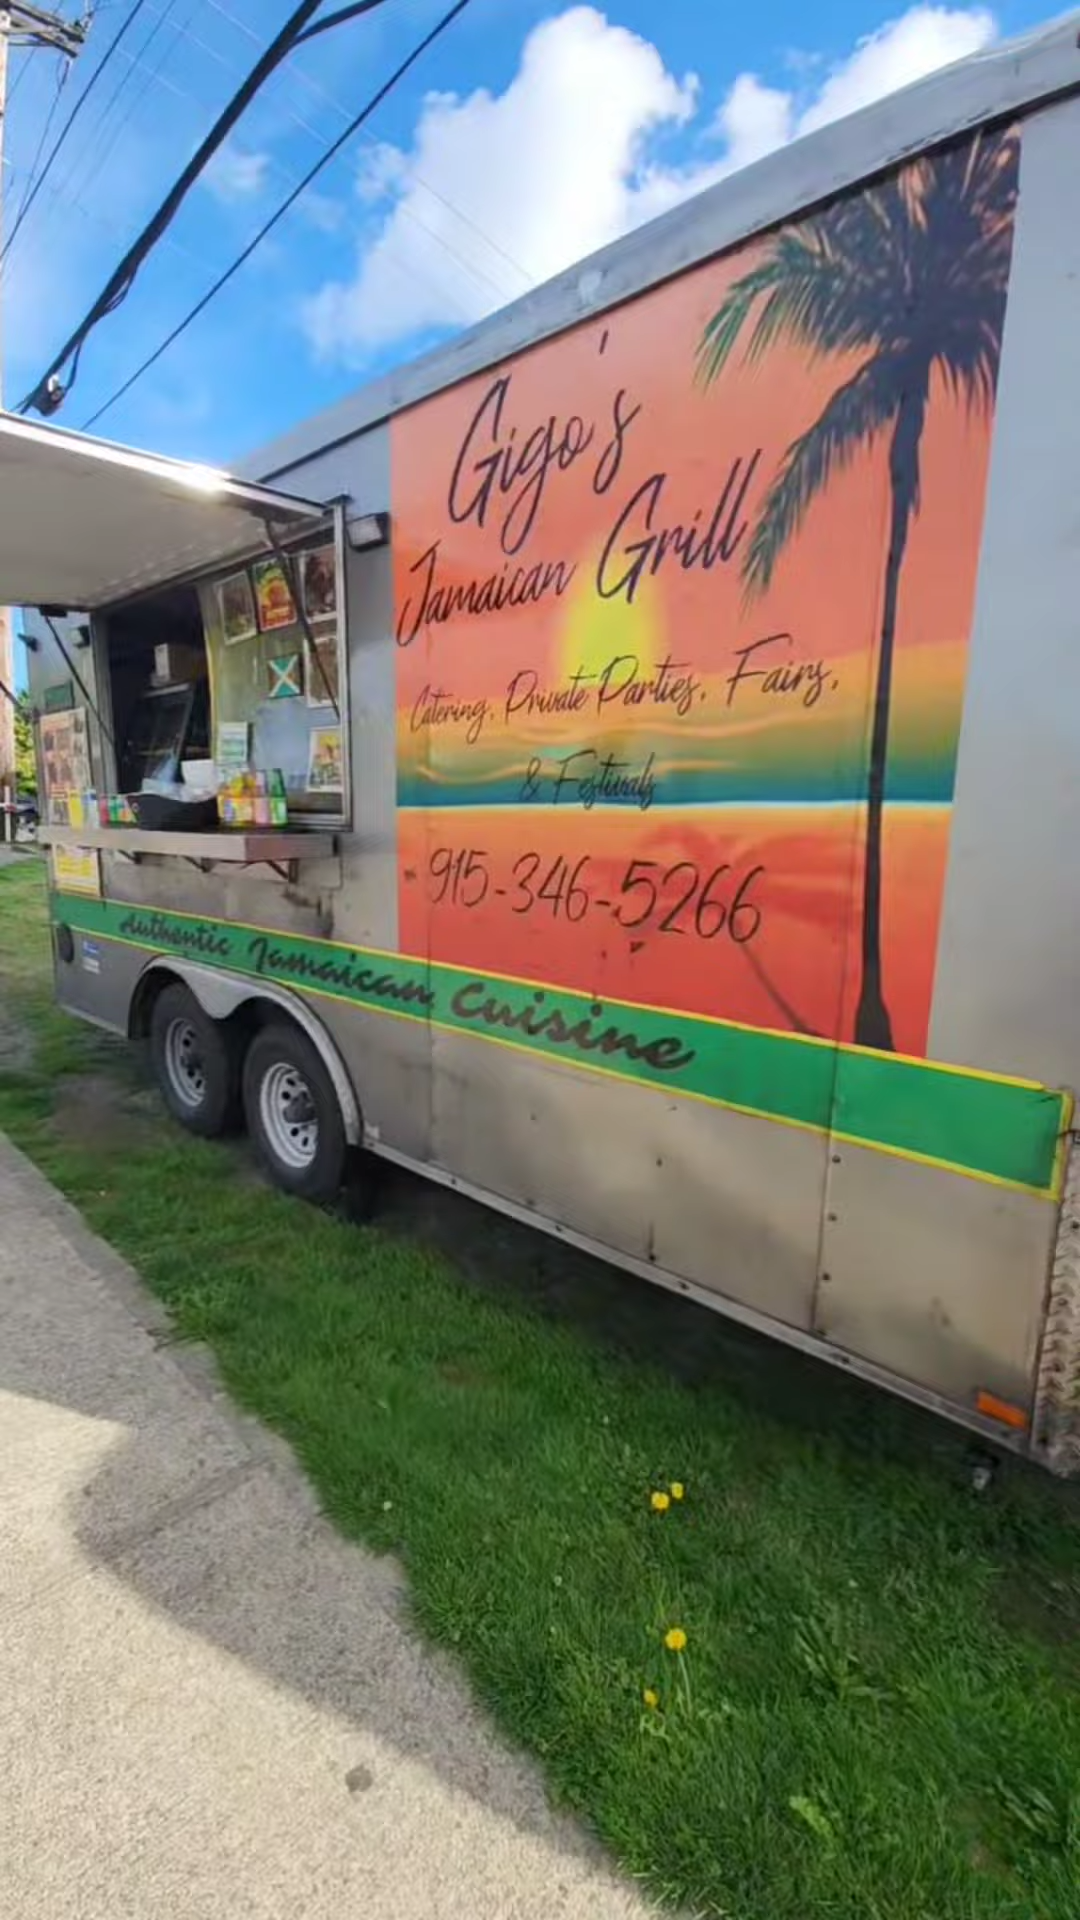 Gigo's
Jamaican Grill
Catering, Private Parties, Fairs,
& Festivals
915-346-5266
Authentic Jamaican Cuisine